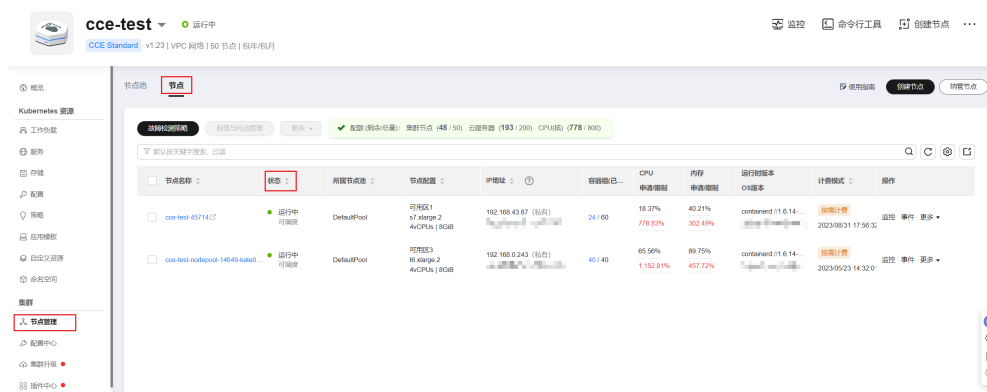 cce-test 运行中
CCE Standard v1.23 | VPC 网络 | 50 节点 | 包年/包月
监控 命令行工具 创建节点 ...
概览
Kubernetes 资源
工作负载
服务
存储
配置
策略
应用模板
自定义资源
命名空间
集群
节点管理
配置中心
集群升级
插件中心
节点池 节点
使用指南 创建节点 纳管节点
故障检测策略 标签与污点管理 更多
配额 (剩余/总量): 集群节点 (48 / 50) 云服务器 (193 / 200) CPU(核) (778 / 800)
默认按关键字搜索、过滤
节点名称 状态 所属节点池 节点配置 IP地址 容器组(已... CPU 申请/限制 内存 申请/限制 运行时版本 OS版本 计费模式 操作
cce-test-45714 运行中 可调度 DefaultPool 可用区1 s7.xlarge.2 4vCPUs | 8GiB 192.168.43.87 (私有) 24 / 60 18.37% 778.83% 40.21% 302.49% containerd://1.6.14-... 按需计费 2023/08/31 17:56:32 监控 事件 更多
cce-test-nodepool-14649-kate0... 运行中 可调度 DefaultPool 可用区3 t6.xlarge.2 4vCPUs | 8GiB 192.168.0.243 (私有) 40 / 40 65.56% 1,152.81% 89.75% 457.72% containerd://1.6.14-... 按需计费 2023/05/23 14:32:0 监控 事件 更多